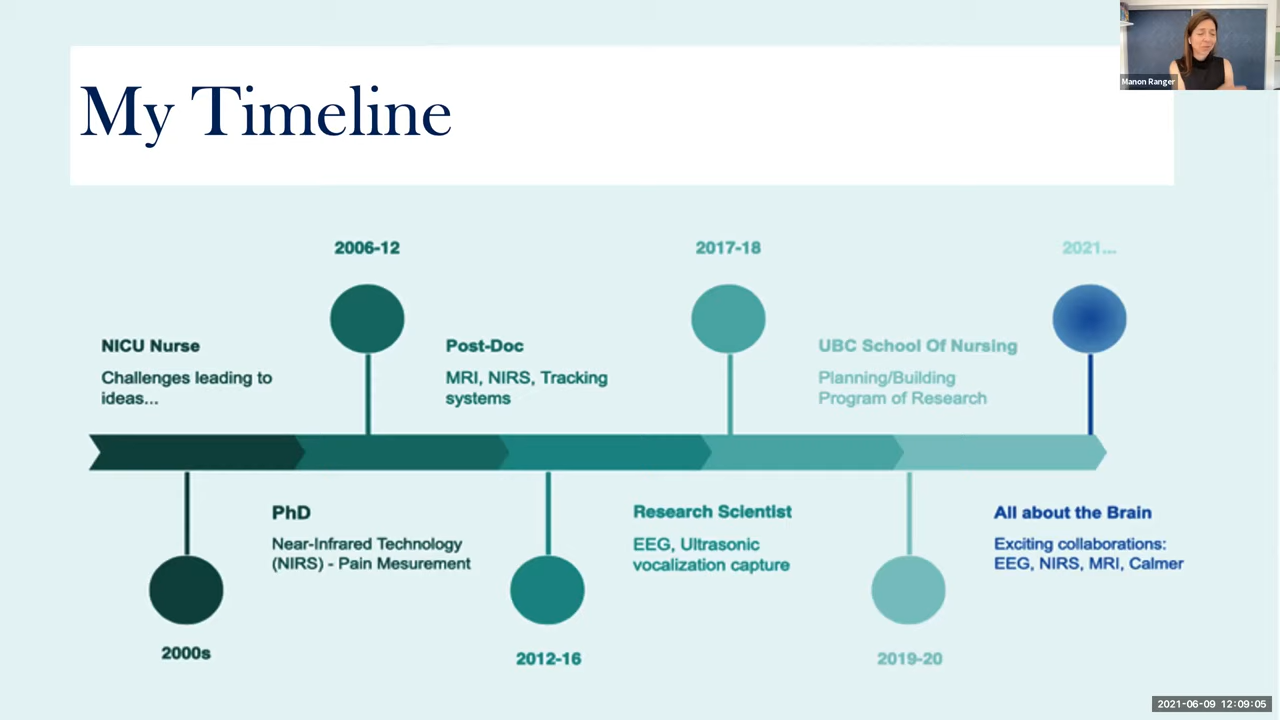 Manon Ranger
My Timeline
2006-12
2017-18
2021...
NICU Nurse
Challenges leading to
ideas...
Post-Doc
MRI, NIRS, Tracking
systems
UBC School Of Nursing
Planning/Building
Program of Research
PhD
Near-Infrared Technology
(NIRS) - Pain Mesurement
Research Scientist
EEG, Ultrasonic
vocalization capture
All about the Brain
Exciting collaborations:
EEG, NIRS, MRI, Calmer
2000s
2012-16
2019-20
2021-06-09 12:09:05